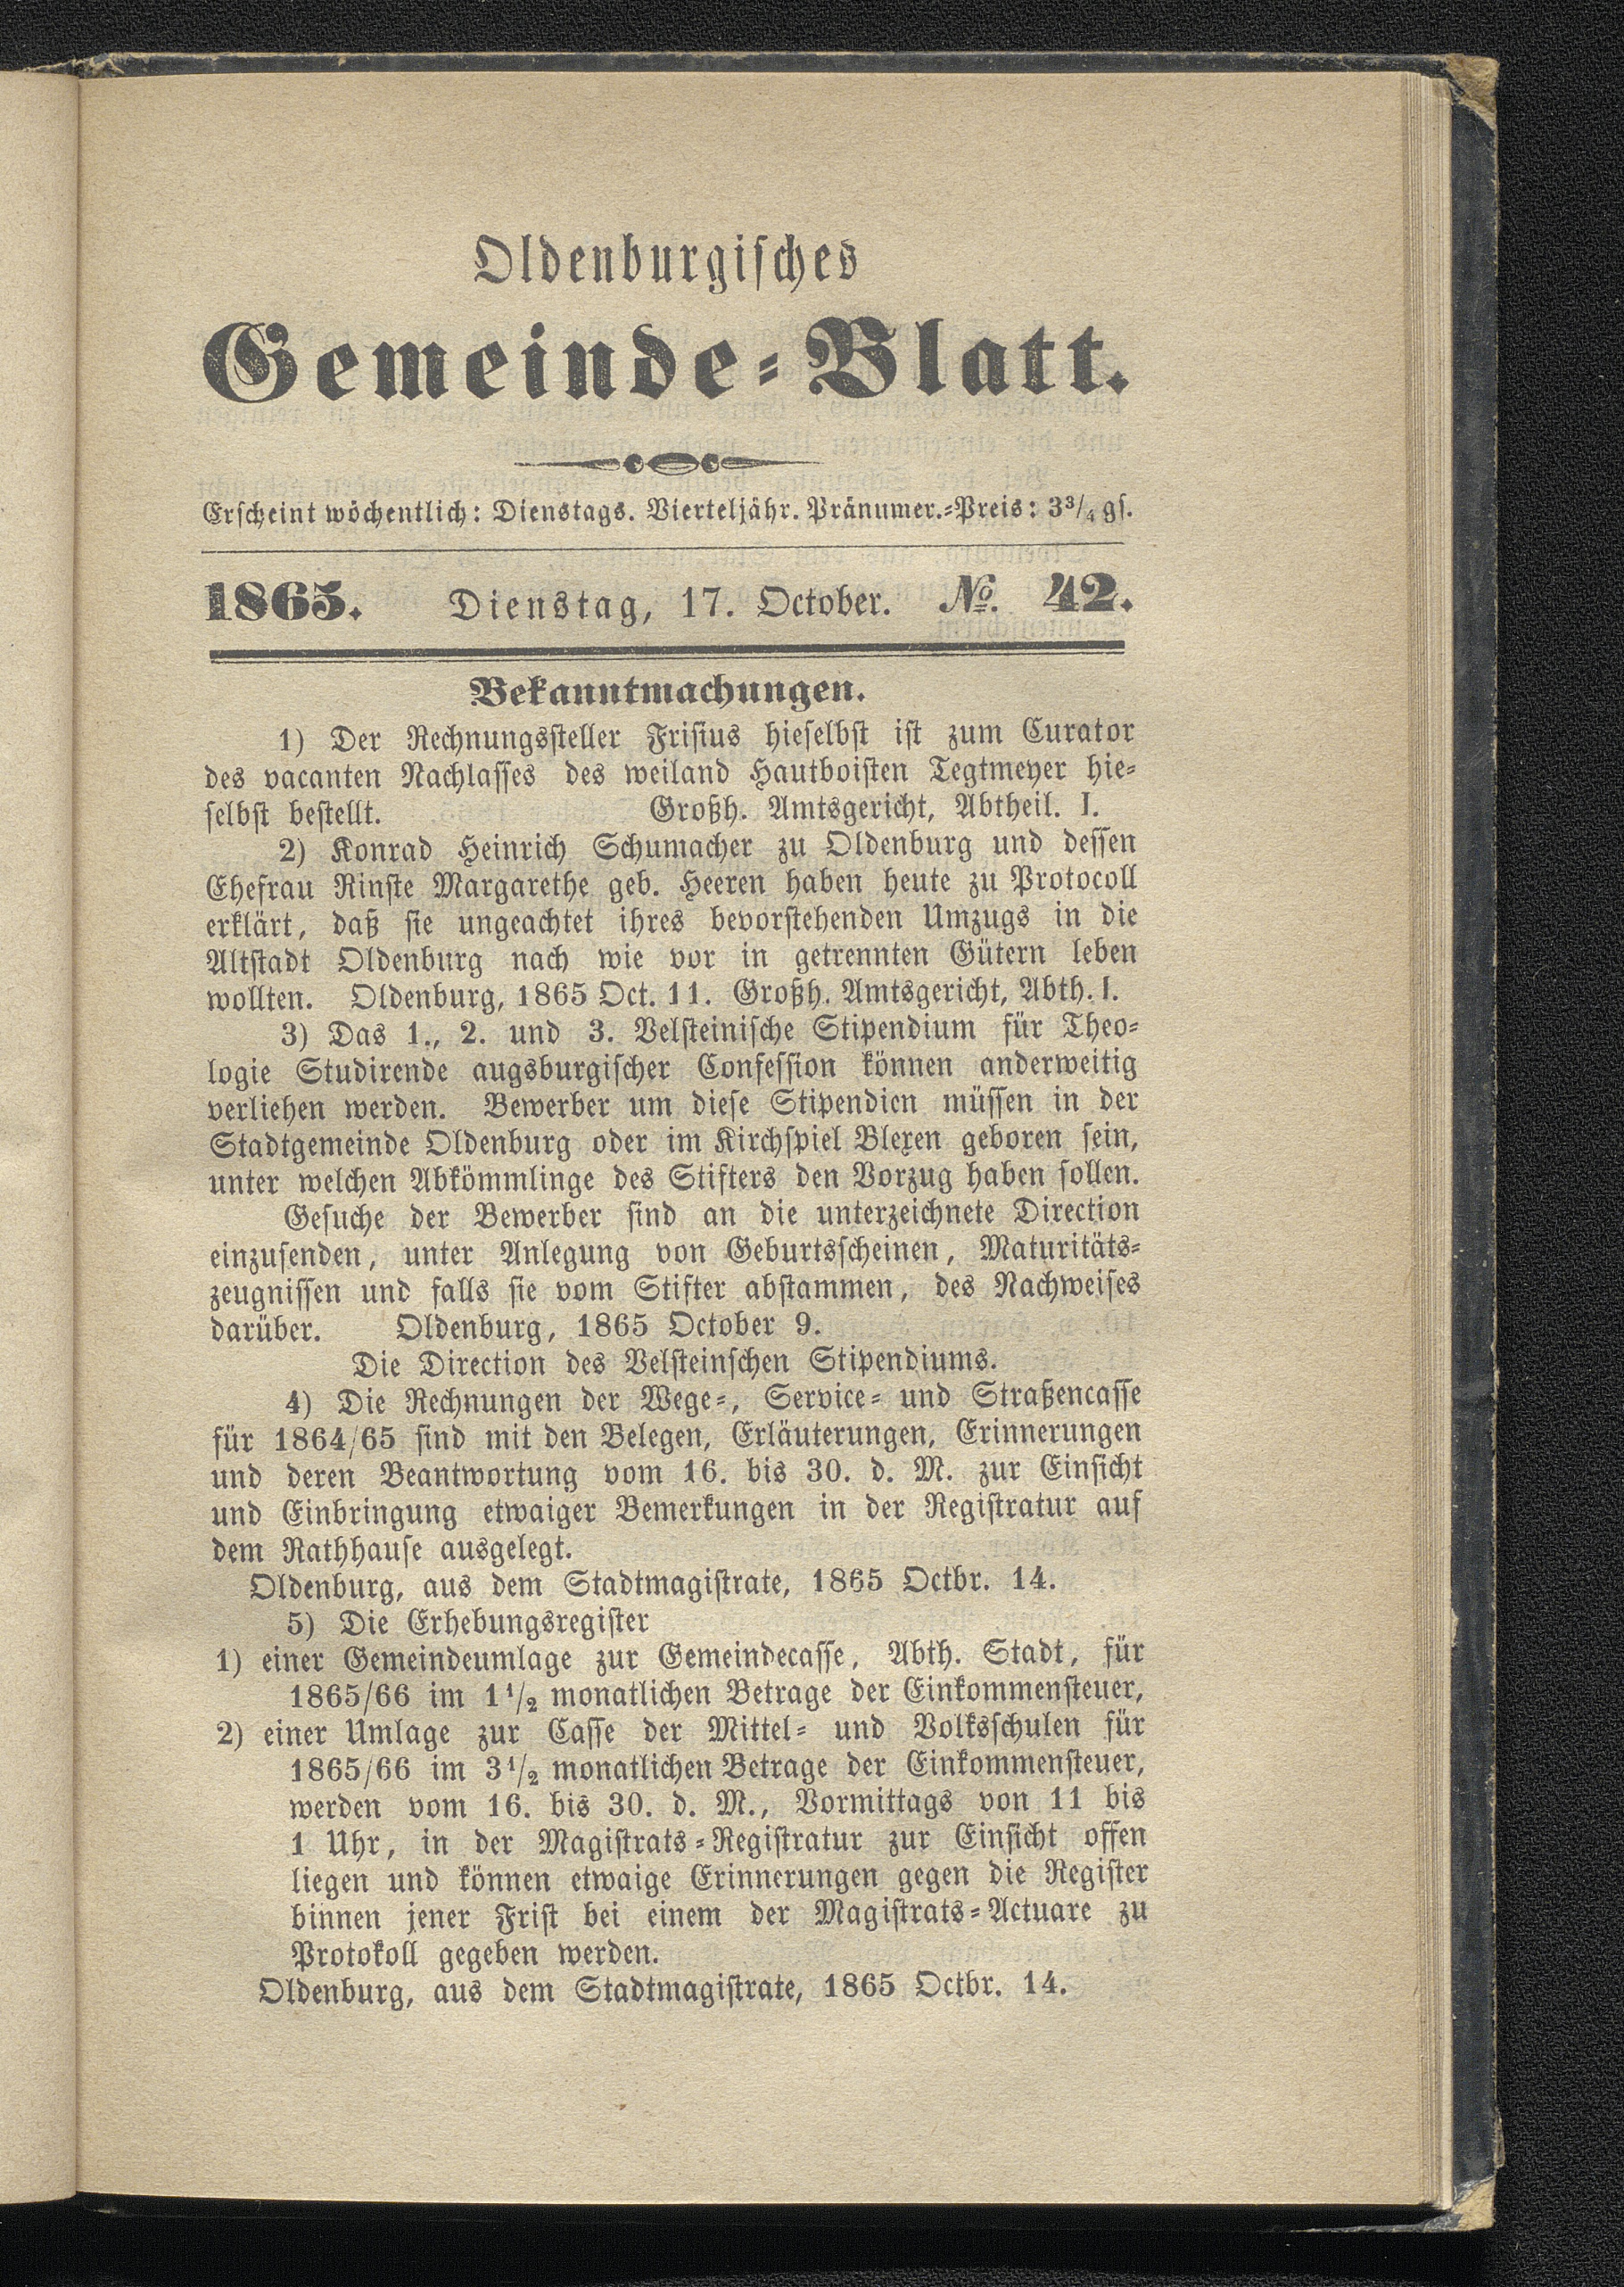 Oldenburgisches
Gemeinde-Blatt.
Erscheint wöchentlich: Dienstags. Vierteljähr. Pränumer.-Preis: 3¾ gs.
1865. Dienstag, 17. October. No. 42.
Bekanntmachungen.
1) Der Rechnungssteller Frisius hieselbst ist zum Curator
des vacanten Nachlasses des weiland Hautboisten Tegtmeyer hie-
selbst bestellt. Großh. Amtsgericht, Abtheil. I.
2) Konrad Heinrich Schumacher zu Oldenburg und dessen
Ehefrau Rinste Margarethe geb. Heeren haben heute zu Protocoll
erklärt, daß sie ungeachtet ihres bevorstehenden Umzugs in die
Altstadt Oldenburg nach wie vor in getrennten Gütern leben
wollten. Oldenburg, 1865 Oct. 11. Großh. Amtsgericht, Abth. I.
3) Das 1., 2. und 3. Velsteinische Stipendium für Theo-
logie Studirende augsburgischer Confession können anderweitig
verliehen werden. Bewerber um diese Stipendien müssen in der
Stadtgemeinde Oldenburg oder im Kirchspiel Blexen geboren sein,
unter welchen Abkömmlinge des Stifters den Vorzug haben sollen.
Gesuche der Bewerber sind an die unterzeichnete Direction
einzusenden, unter Anlegung von Geburtsscheinen, Maturitäts-
zeugnissen und falls sie vom Stifter abstammen, des Nachweises
darüber. Oldenburg, 1865 October 9.
Die Direction des Velsteinschen Stipendiums.
4) Die Rechnungen der Wege-, Service- und Straßencasse
für 1864/65 sind mit den Belegen, Erläuterungen, Erinnerungen
und deren Beantwortung vom 16. bis 30. d. M. zur Einsicht
und Einbringung etwaiger Bemerkungen in der Registratur auf
dem Rathhause ausgelegt.
Oldenburg, aus dem Stadtmagistrate, 1865 Octbr. 14.
5) Die Erhebungsregister
1) einer Gemeindeumlage zur Gemeindecasse, Abth. Stadt, für
1865/66 im 1½ monatlichen Betrage der Einkommensteuer,
2) einer Umlage zur Casse der Mittel- und Volksschulen für
1865/66 im 3½ monatlichen Betrage der Einkommensteuer,
werden vom 16. bis 30. d. M., Vormittags von 11 bis
1 Uhr, in der Magistrats-Registratur zur Einsicht offen
liegen und können etwaige Erinnerungen gegen die Register
binnen jener Frist bei einem der Magistrats-Actuare zu
Protokoll gegeben werden.
Oldenburg, aus dem Stadtmagistrate, 1865 Octbr. 14.